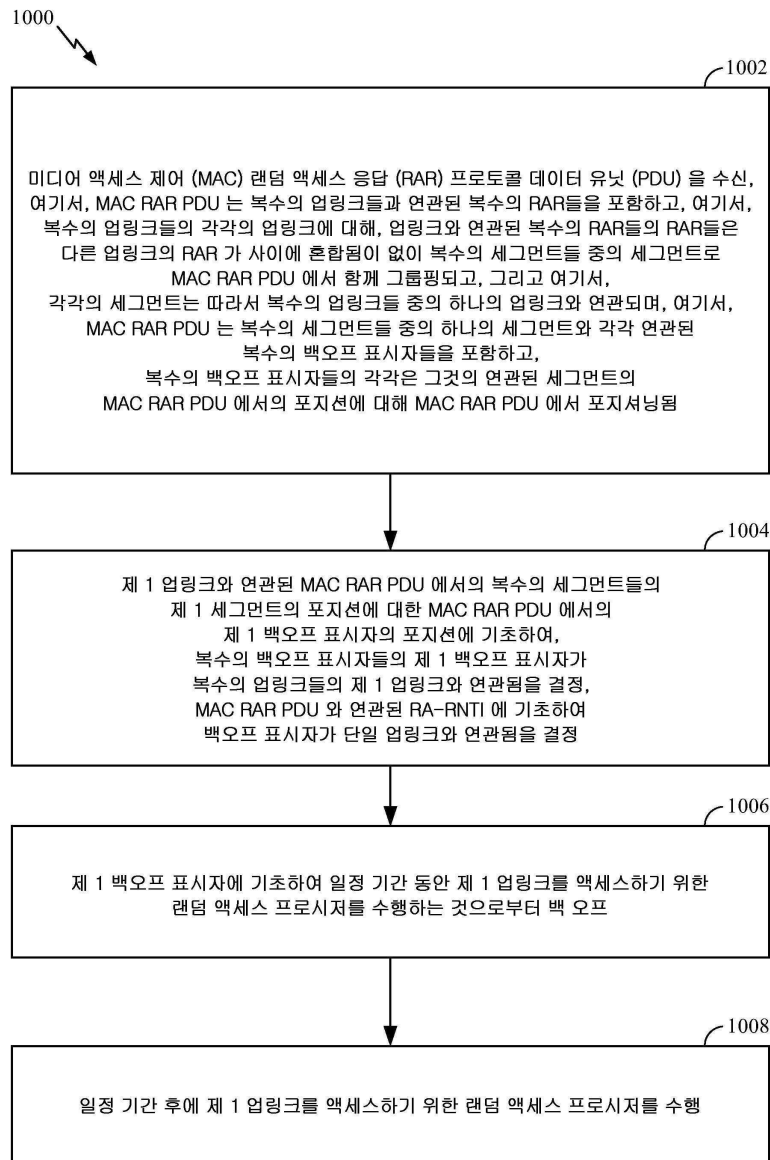 1000
1002
미디어 액세스 제어 (MAC) 랜덤 액세스 응답 (RAR) 프로토콜 데이터 유닛 (PDU) 을 수신,
여기서, MAC RAR PDU 는 복수의 업링크들과 연관된 복수의 RAR들을 포함하고, 여기서,
복수의 업링크들의 각각의 업링크에 대해, 업링크와 연관된 복수의 RAR들의 RAR들은
다른 업링크의 RAR 가 사이에 혼합됨이 없이 복수의 세그먼트들 중의 세그먼트로
MAC RAR PDU 에서 함께 그룹핑되고, 그리고 여기서,
각각의 세그먼트는 따라서 복수의 업링크들 중의 하나의 업링크와 연관되며, 여기서,
MAC RAR PDU 는 복수의 세그먼트들 중의 하나의 세그먼트와 각각 연관된
복수의 백오프 표시자들을 포함하고,
복수의 백오프 표시자들의 각각은 그것의 연관된 세그먼트의
MAC RAR PDU 에서의 포지션에 대해 MAC RAR PDU 에서 포지셔닝됨
1004
제 1 업링크와 연관된 MAC RAR PDU 에서의 복수의 세그먼트들의
제 1 세그먼트의 포지션에 대한 MAC RAR PDU 에서의
제 1 백오프 표시자의 포지션에 기초하여,
복수의 백오프 표시자들의 제 1 백오프 표시자가
복수의 업링크들의 제 1 업링크와 연관됨을 결정,
MAC RAR PDU 와 연관된 RA-RNTI 에 기초하여
백오프 표시자가 단일 업링크와 연관됨을 결정
1006
제 1 백오프 표시자에 기초하여 일정 기간 동안 제 1 업링크를 액세스하기 위한
랜덤 액세스 프로시저를 수행하는 것으로부터 백 오프
1008
일정 기간 후에 제 1 업링크를 액세스하기 위한 랜덤 액세스 프로시저를 수행